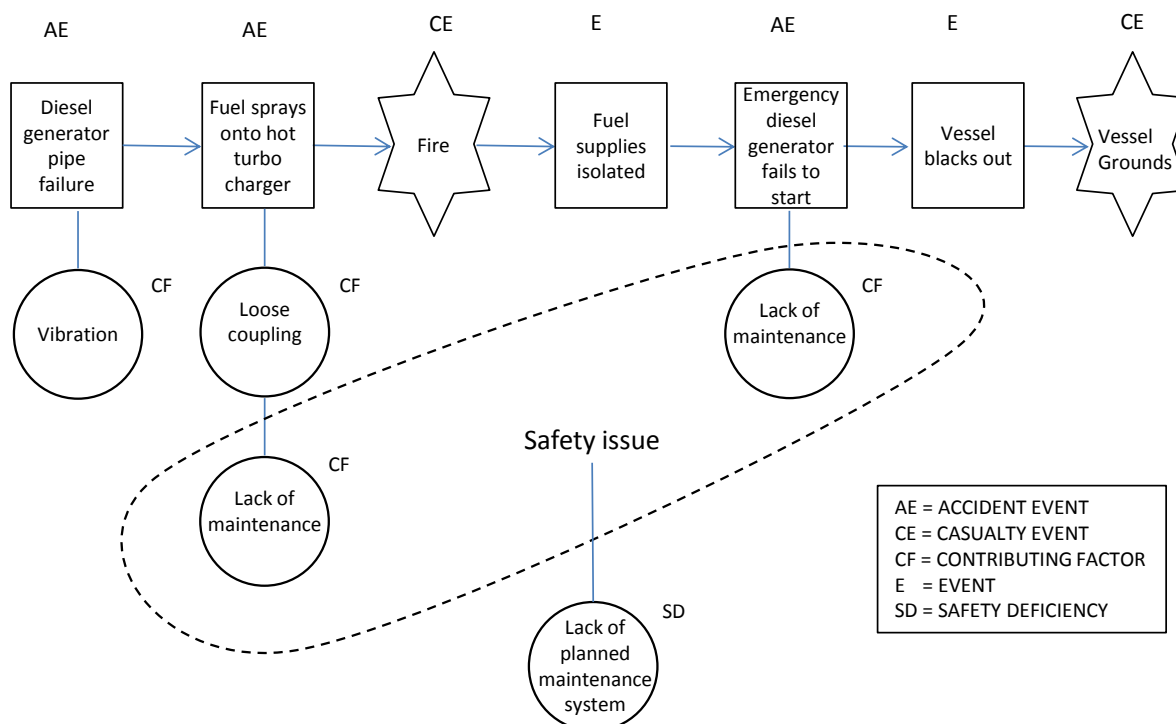 AE
AE
CE
E
AE
E
CE
Diesel
generator
pipe
failure
Fuel sprays
onto hot
turbo
charger
Fire
Fuel
supplies
isolated
Emergency
diesel
generator
fails to
start
Vessel
blacks out
Vessel
Grounds
CF
Vibration
CF
Loose
coupling
CF
Lack of
maintenance
CF
Lack of
maintenance
Safety issue
SD
Lack of
planned
maintenance
system
AE = ACCIDENT EVENT
CE = CASUALTY EVENT
CF = CONTRIBUTING FACTOR
E = EVENT
SD = SAFETY DEFICIENCY